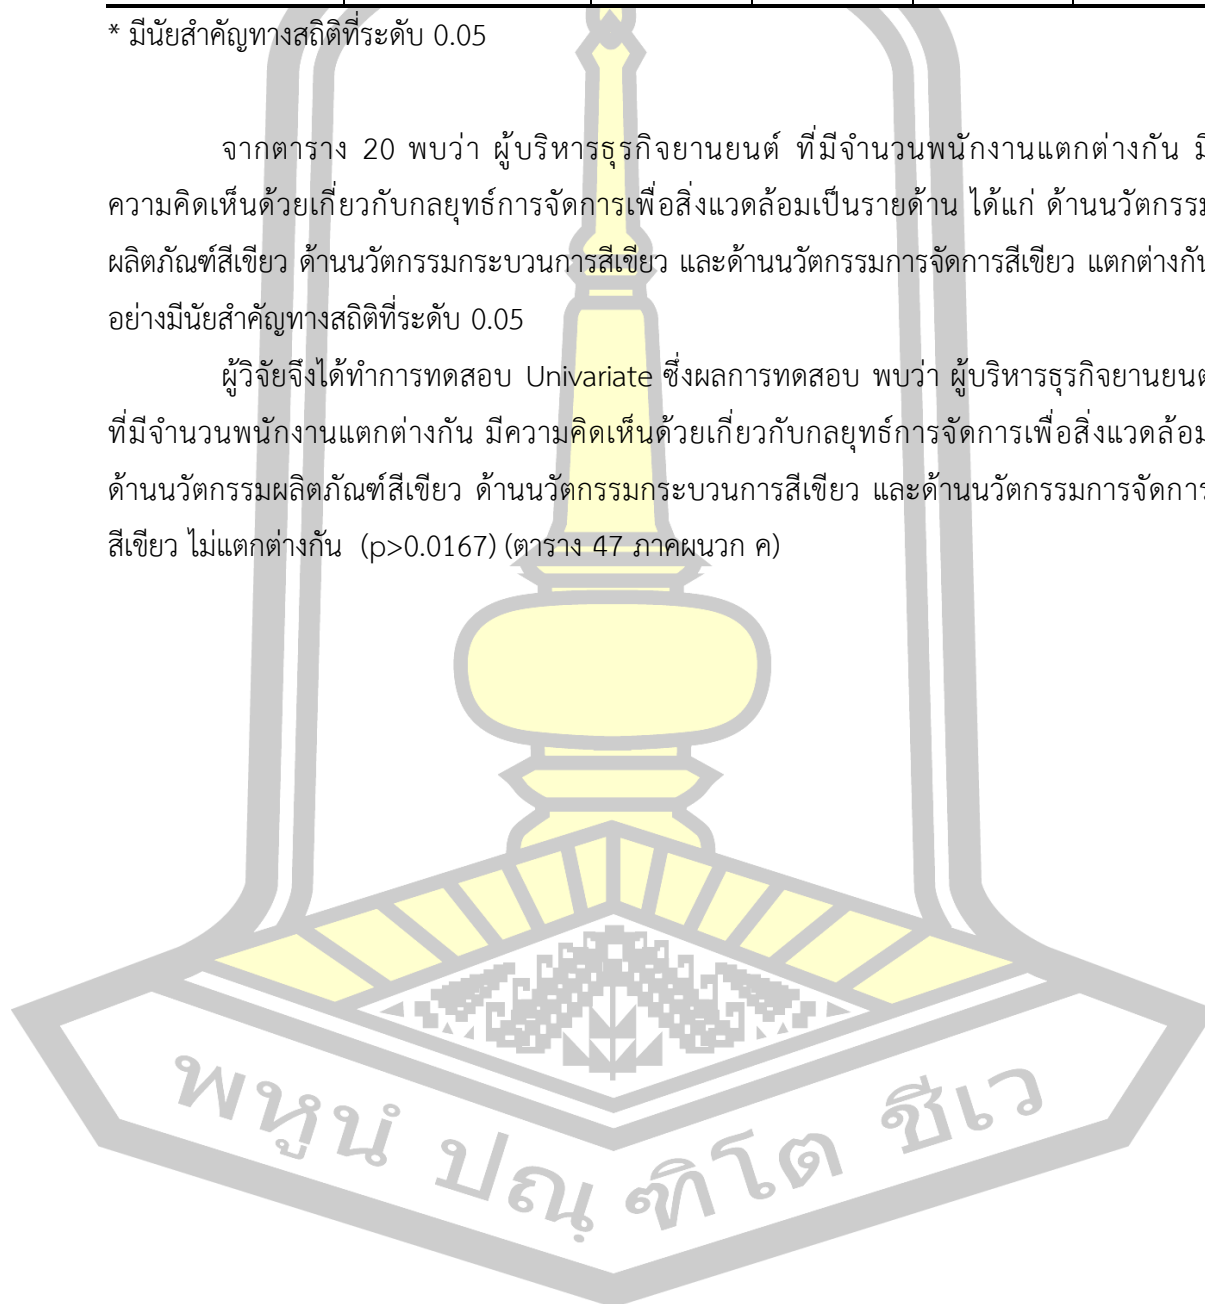 * มีนัยสำคัญทางสถิติที่ระดับ 0.05
จากตาราง 20 พบว่า ผู้บริหารธุรกิจยานยนต์ ที่มีจำนวนพนักงานแตกต่างกัน มี
ความคิดเห็นด้วยเกี่ยวกับกลยุทธ์การจัดการเพื่อสิ่งแวดล้อมเป็นรายด้าน ได้แก่ ด้านนวัตกรรม
ผลิตภัณฑ์สีเขียว ด้านนวัตกรรมกระบวนการสีเขียว และด้านนวัตกรรมการจัดการสีเขียว แตกต่างกัน
อย่างมีนัยสำคัญทางสถิติที่ระดับ 0.05
ผู้วิจัยจึงได้ทำการทดสอบ Univariate ซึ่งผลการทดสอบ พบว่า ผู้บริหารธุรกิจยานยนต์
ที่มีจำนวนพนักงานแตกต่างกัน มีความคิดเห็นด้วยเกี่ยวกับกลยุทธ์การจัดการเพื่อสิ่งแวดล้อม
ด้านนวัตกรรมผลิตภัณฑ์สีเขียว ด้านนวัตกรรมกระบวนการสีเขียว และด้านนวัตกรรมการจัดการ
สีเขียว ไม่แตกต่างกัน (p>0.0167) (ตาราง 47 ภาคผนวก ค)
พหูนํ ปณฺฑิโต ชีเว